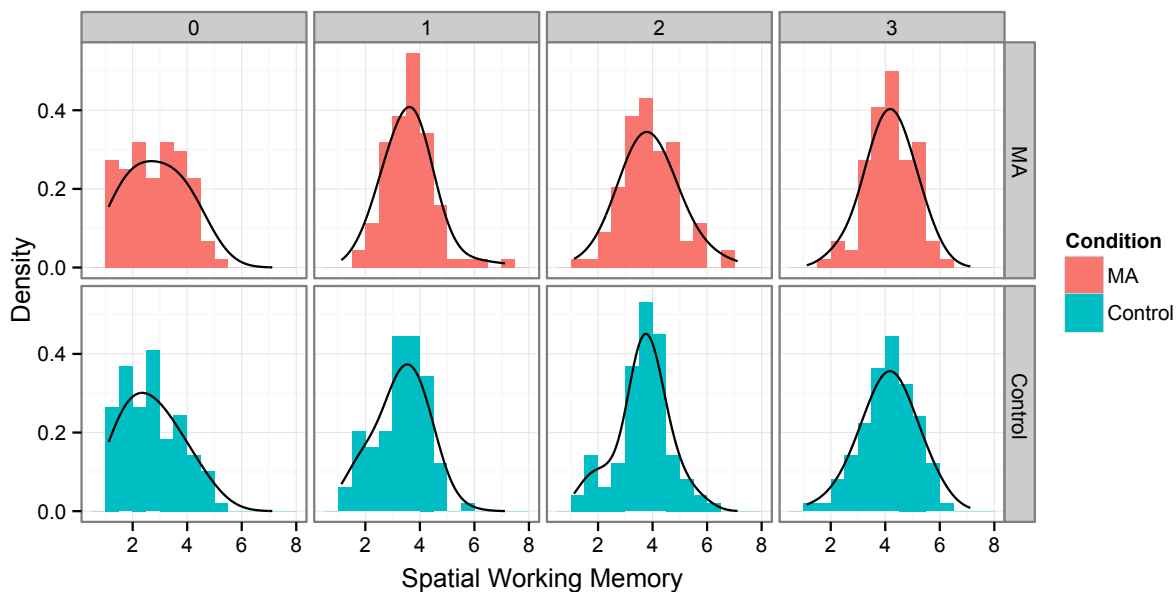 0 1 2 3
0.4
0.2
0.0
MA
0.4
0.2
0.0
Control
Density
2 4 6 8 2 4 6 8 2 4 6 8 2 4 6 8
Spatial Working Memory
Condition
MA
Control